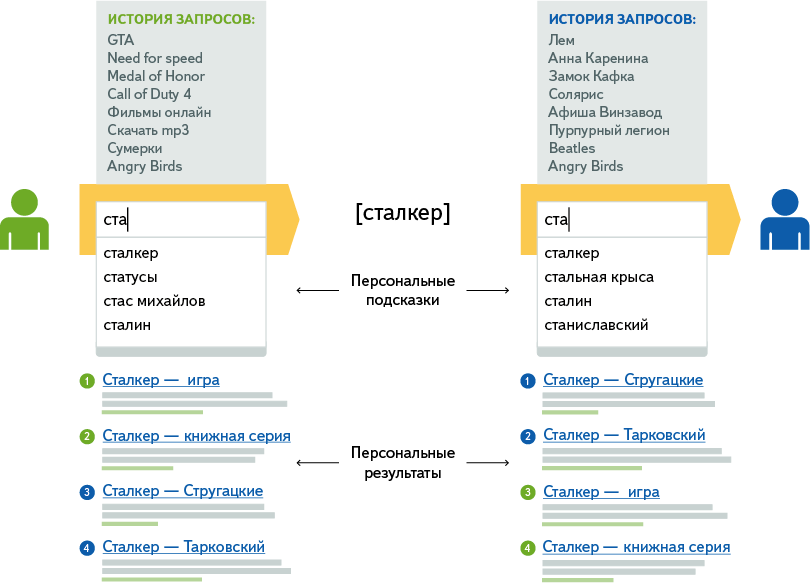 ИСТОРИЯ ЗАПРОСОВ:
GTA
Need for speed
Medal of Honor
Call of Duty 4
Фильмы онлайн
Скачать mp3
Сумерки
Angry Birds
ста
сталкер
статусы
стас михайлов
сталин
1 Сталкер — игра
2 Сталкер — книжная серия
3 Сталкер — Стругацкие
4 Сталкер — Тарковский
[сталкер]
Персональные
подсказки
Персональные
результаты
ИСТОРИЯ ЗАПРОСОВ:
Лем
Анна Каренина
Замок Кафка
Солярис
Афиша Винзавод
Пурпурный легион
Beatles
Angry Birds
ста
сталкер
стальная крыса
сталин
станиславский
1 Сталкер — Стругацкие
2 Сталкер — Тарковский
3 Сталкер — игра
4 Сталкер — книжная серия